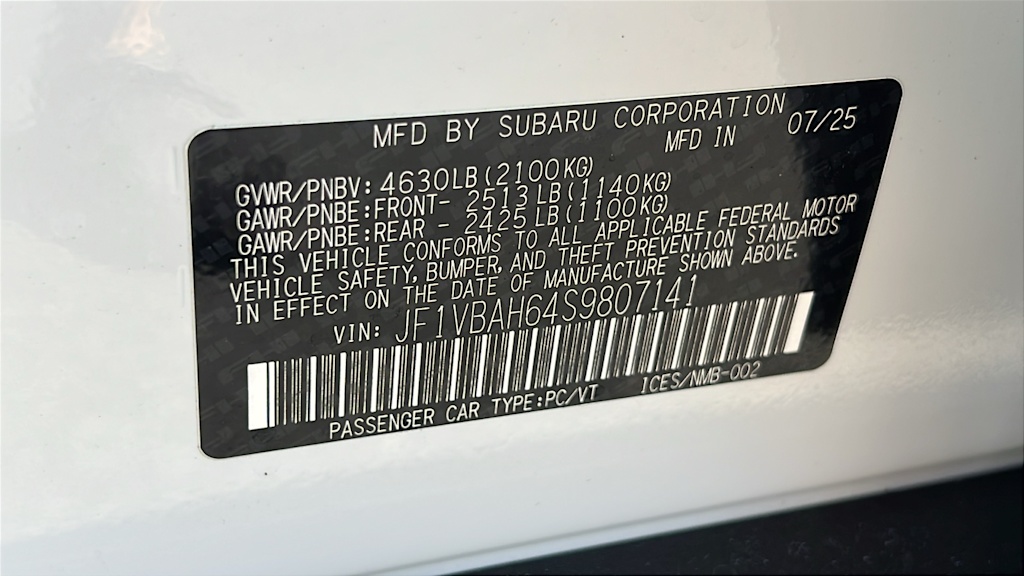 MFD BY SUBARU CORPORATION
MFD IN 07/25
GVWR/PNBV:4630LB(2100KG)
GAWR/PNBE:FRONT- 2513LB(1140KG)
GAWR/PNBE:REAR - 2425LB(1100KG)
THIS VEHICLE CONFORMS TO ALL APPLICABLE FEDERAL MOTOR
VEHICLE SAFETY, BUMPER, AND THEFT PREVENTION STANDARDS
IN EFFECT ON THE DATE OF MANUFACTURE SHOWN ABOVE.
VIN: JF1VBAH64S9807141
PASSENGER CAR TYPE:PC/VT ICES/NMB-002